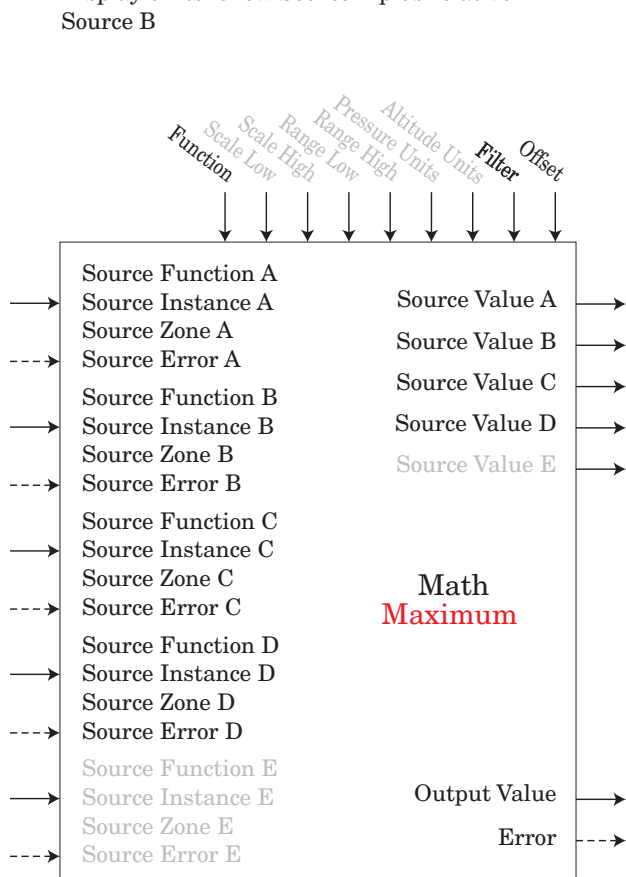 Source B
Function
Scale Low
Scale High
Range Low
Range High
Pressure Units
Altitude Units
Filter
Offset
Source Function A
Source Instance A
Source Zone A
Source Error A
Source Function B
Source Instance B
Source Zone B
Source Error B
Source Function C
Source Instance C
Source Zone C
Source Error C
Source Function D
Source Instance D
Source Zone D
Source Error D
Source Function E
Source Instance E
Source Zone E
Source Error E
Source Value A
Source Value B
Source Value C
Source Value D
Source Value E
Math
Maximum
Output Value
Error